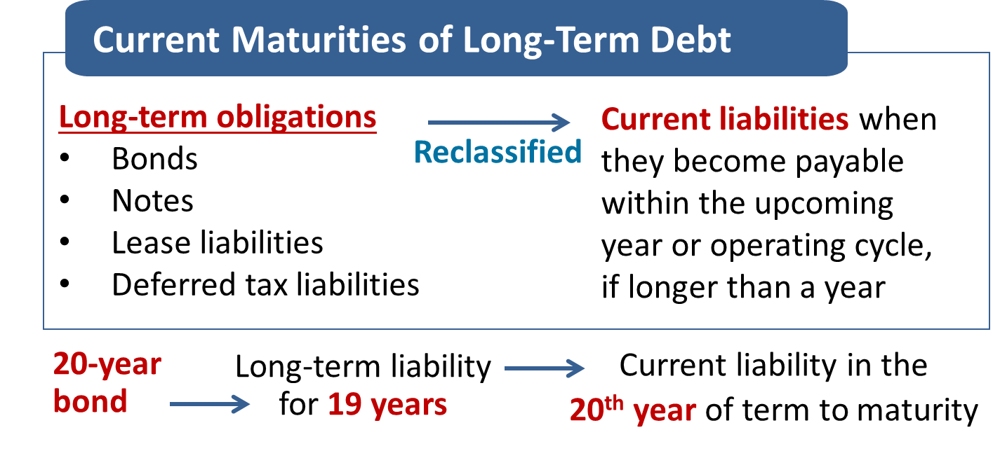 Current Maturities of Long-Term Debt
Long-term obligations
• Bonds
• Notes
• Lease liabilities
• Deferred tax liabilities
Reclassified
Current liabilities when
they become payable
within the upcoming
year or operating cycle,
if longer than a year
20-year
bond
Long-term liability
for 19 years
Current liability in the
20th year of term to maturity